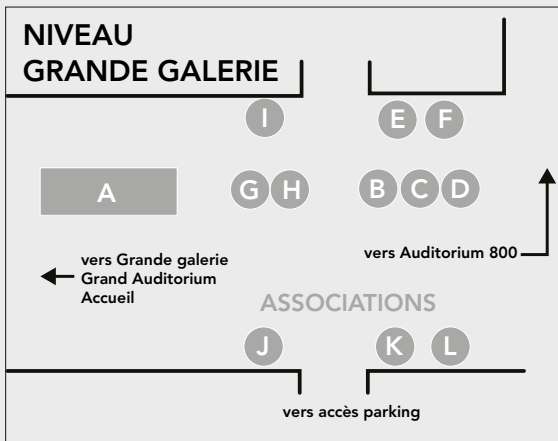 NIVEAU
GRANDE GALERIE
I
E F
A
G H
B C D
vers Grande galerie
Grand Auditorium
Accueil
vers Auditorium 800
ASSOCIATIONS
J
K L
vers accès parking